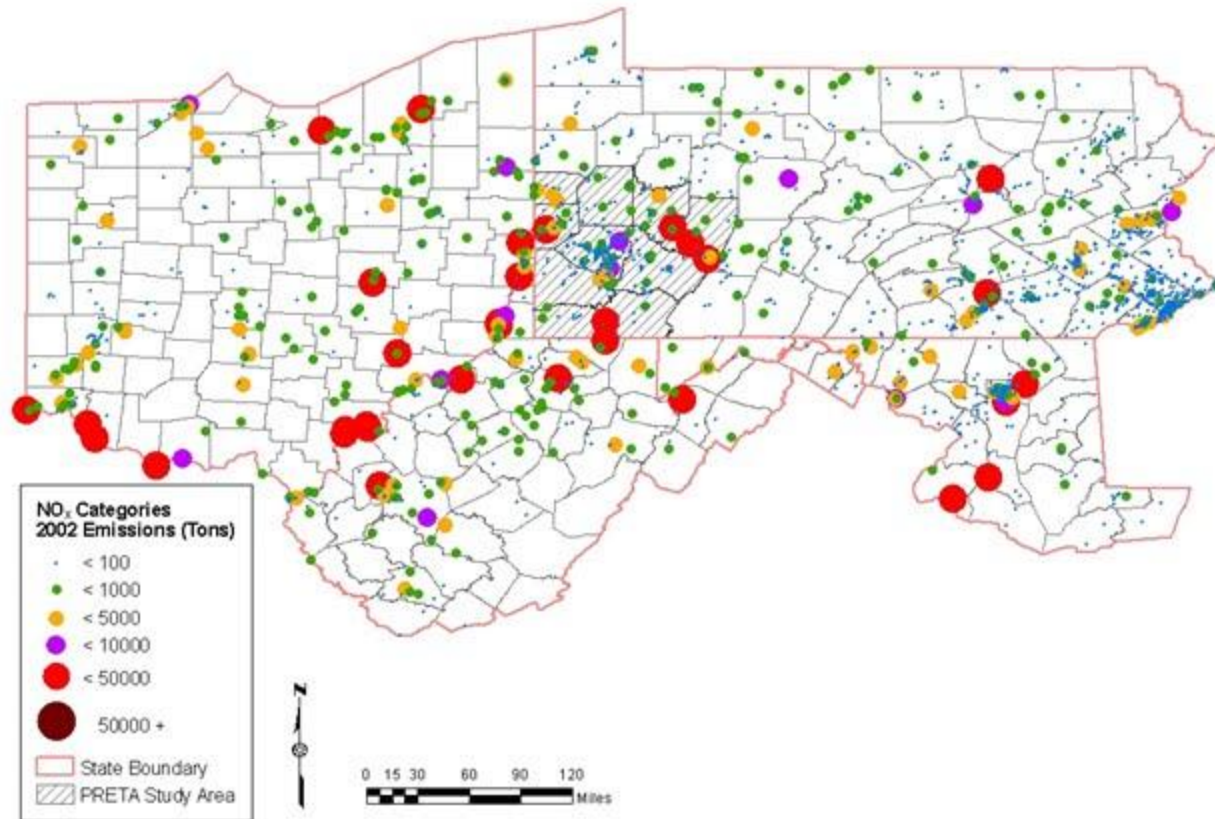 NOₓ Categories
2002 Emissions (Tons)
< 100
< 1000
< 5000
< 10000
< 50000
50000 +
State Boundary
PRETA Study Area
N
0 15 30 60 90 120
Miles